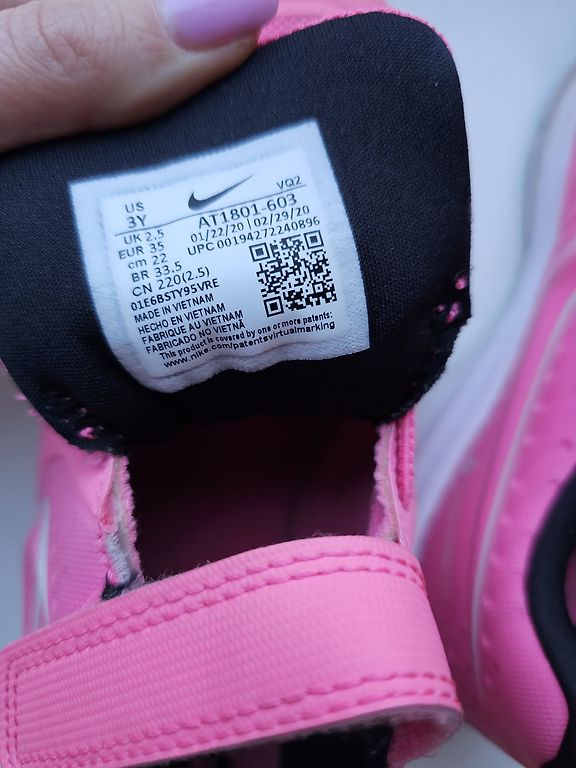 US VQ2
3Y AT1801-603
UK 2.5 01/22/20 | 02/29/20
EUR 35 UPC 00194272240896
cm 22
BR 33.5
CN 220(2.5)
01E6BSTY95VRE
MADE IN VIETNAM
HECHO EN VIETNAM
FABRIQUE AU VIETNAM
FABRICADO NO VIETNÃ
This product is covered by one or more patents:
www.nike.com/patentsvirtualmarking